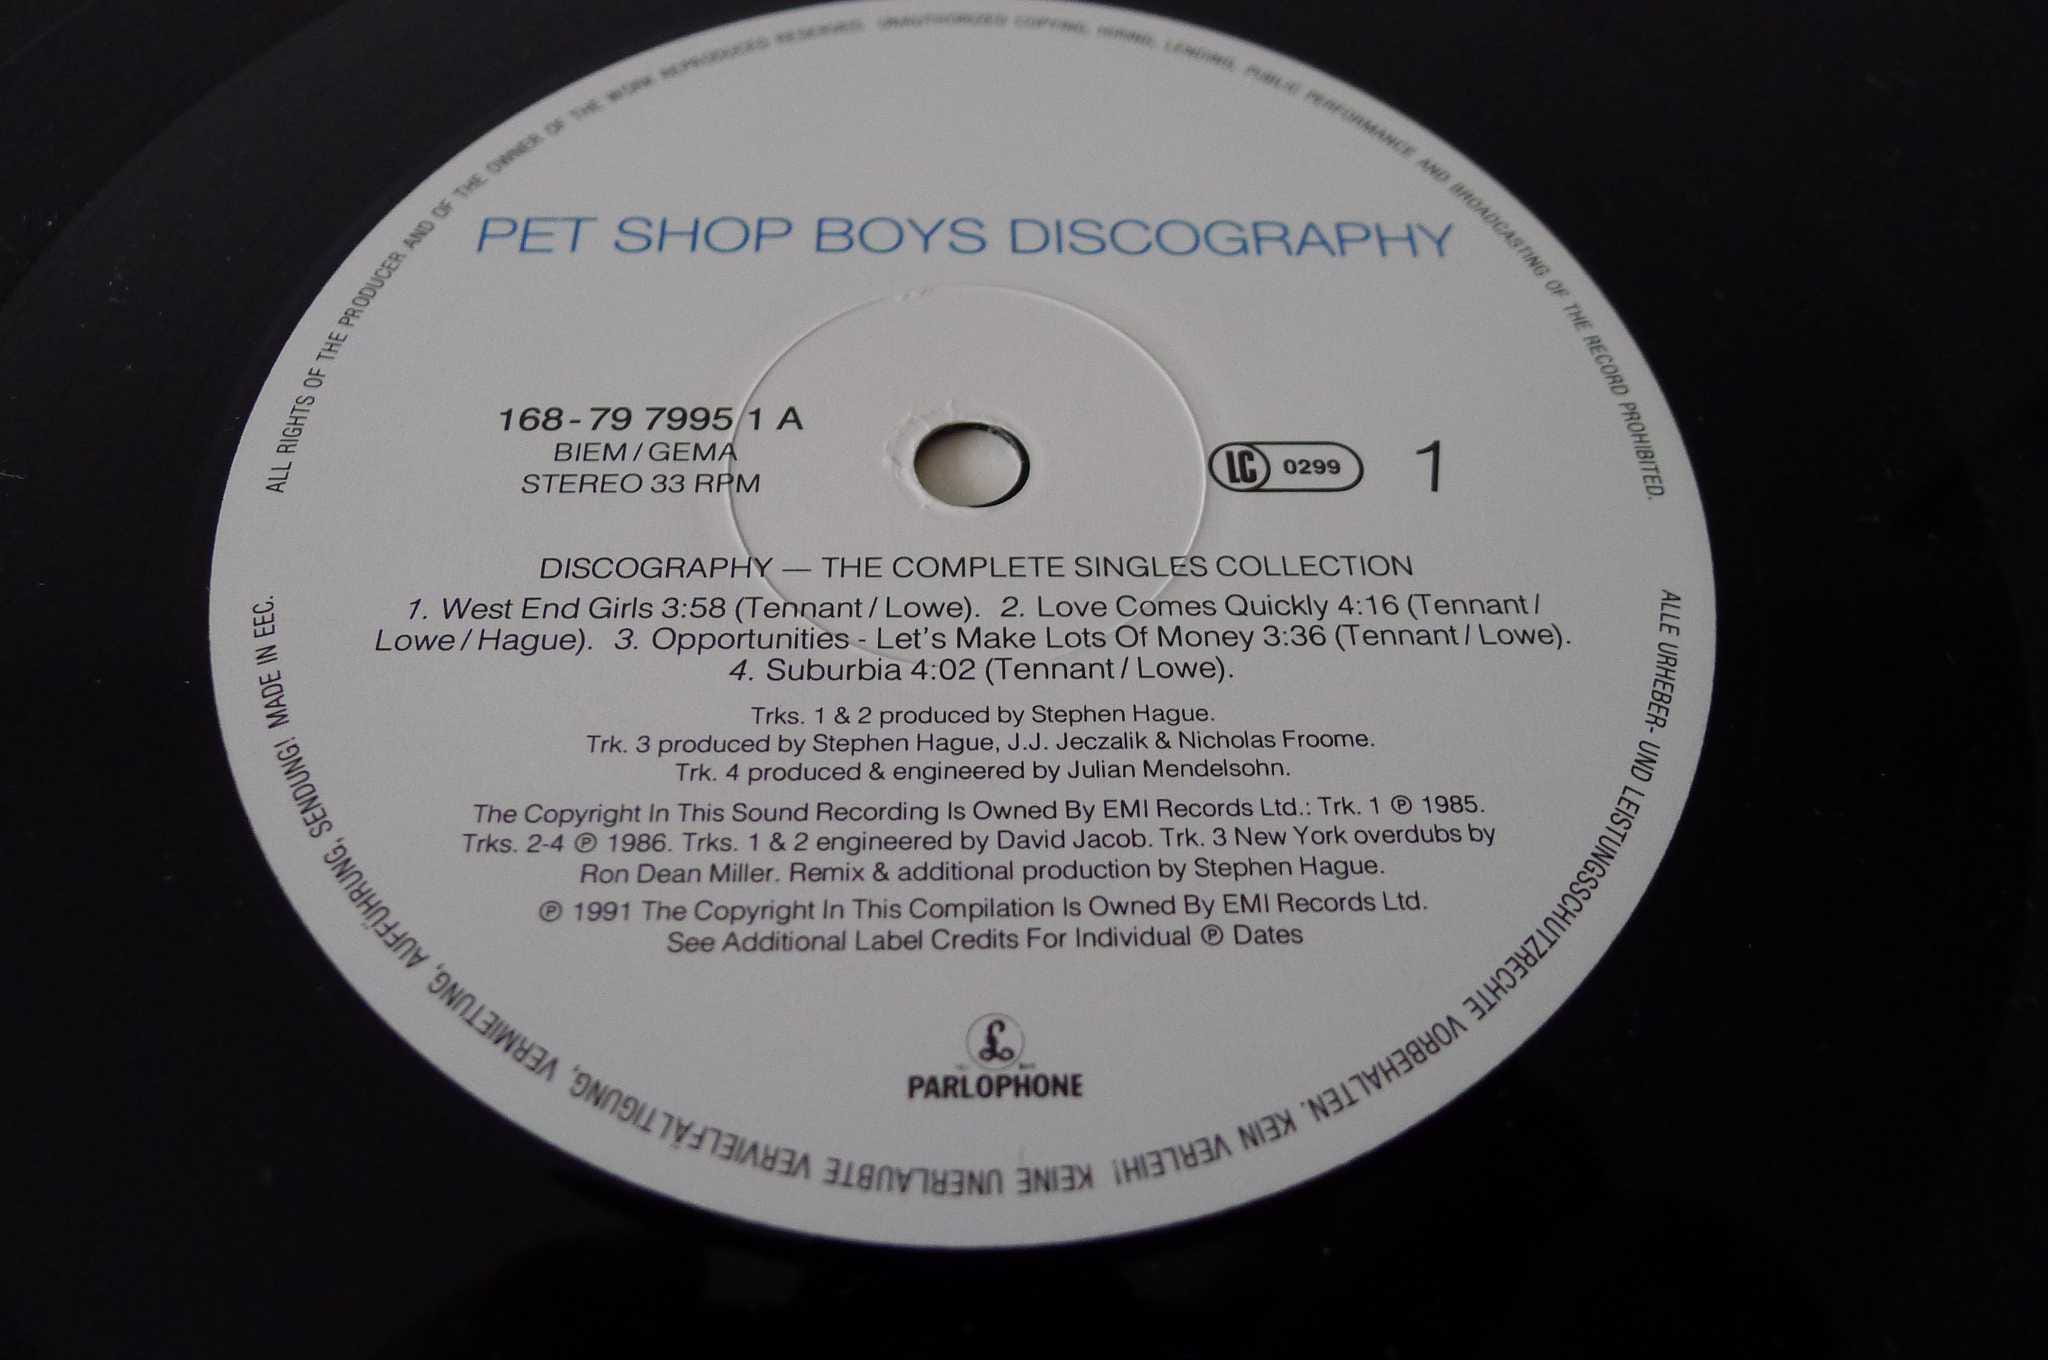 ALL RIGHTS OF THE PRODUCER AND OF THE OWNER OF THE WORK REPRODUCED RESERVED. UNAUTHORIZED COPYING, HIRING, LENDING, PUBLIC PERFORMANCE AND BROADCASTING OF THE RECORD PROHIBITED.
PET SHOP BOYS DISCOGRAPHY
168-79 7995 1 A
BIEM/GEMA
STEREO 33 RPM
LC 0299
1
DISCOGRAPHY — THE COMPLETE SINGLES COLLECTION
1. West End Girls 3:58 (Tennant/Lowe). 2. Love Comes Quickly 4:16 (Tennant/
Lowe/Hague). 3. Opportunities - Let's Make Lots Of Money 3:36 (Tennant/Lowe).
4. Suburbia 4:02 (Tennant/Lowe).
Trks. 1 & 2 produced by Stephen Hague.
Trk. 3 produced by Stephen Hague, J.J. Jeczalik & Nicholas Froome.
Trk. 4 produced & engineered by Julian Mendelsohn.
The Copyright In This Sound Recording Is Owned By EMI Records Ltd.: Trk. 1 ℗ 1985.
Trks. 2-4 ℗ 1986. Trks. 1 & 2 engineered by David Jacob. Trk. 3 New York overdubs by
Ron Dean Miller. Remix & additional production by Stephen Hague.
℗ 1991 The Copyright In This Compilation Is Owned By EMI Records Ltd.
See Additional Label Credits For Individual ℗ Dates
£
PARLOPHONE
ALLE URHEBER- UND LEISTUNGSSCHUTZRECHTE VORBEHALTEN. KEIN VERLEIH! KEINE UNERLAUBTE VERVIELFÄLTIGUNG, VERMIETUNG, AUFFÜHRUNG, SENDUNG! MADE IN EEC.